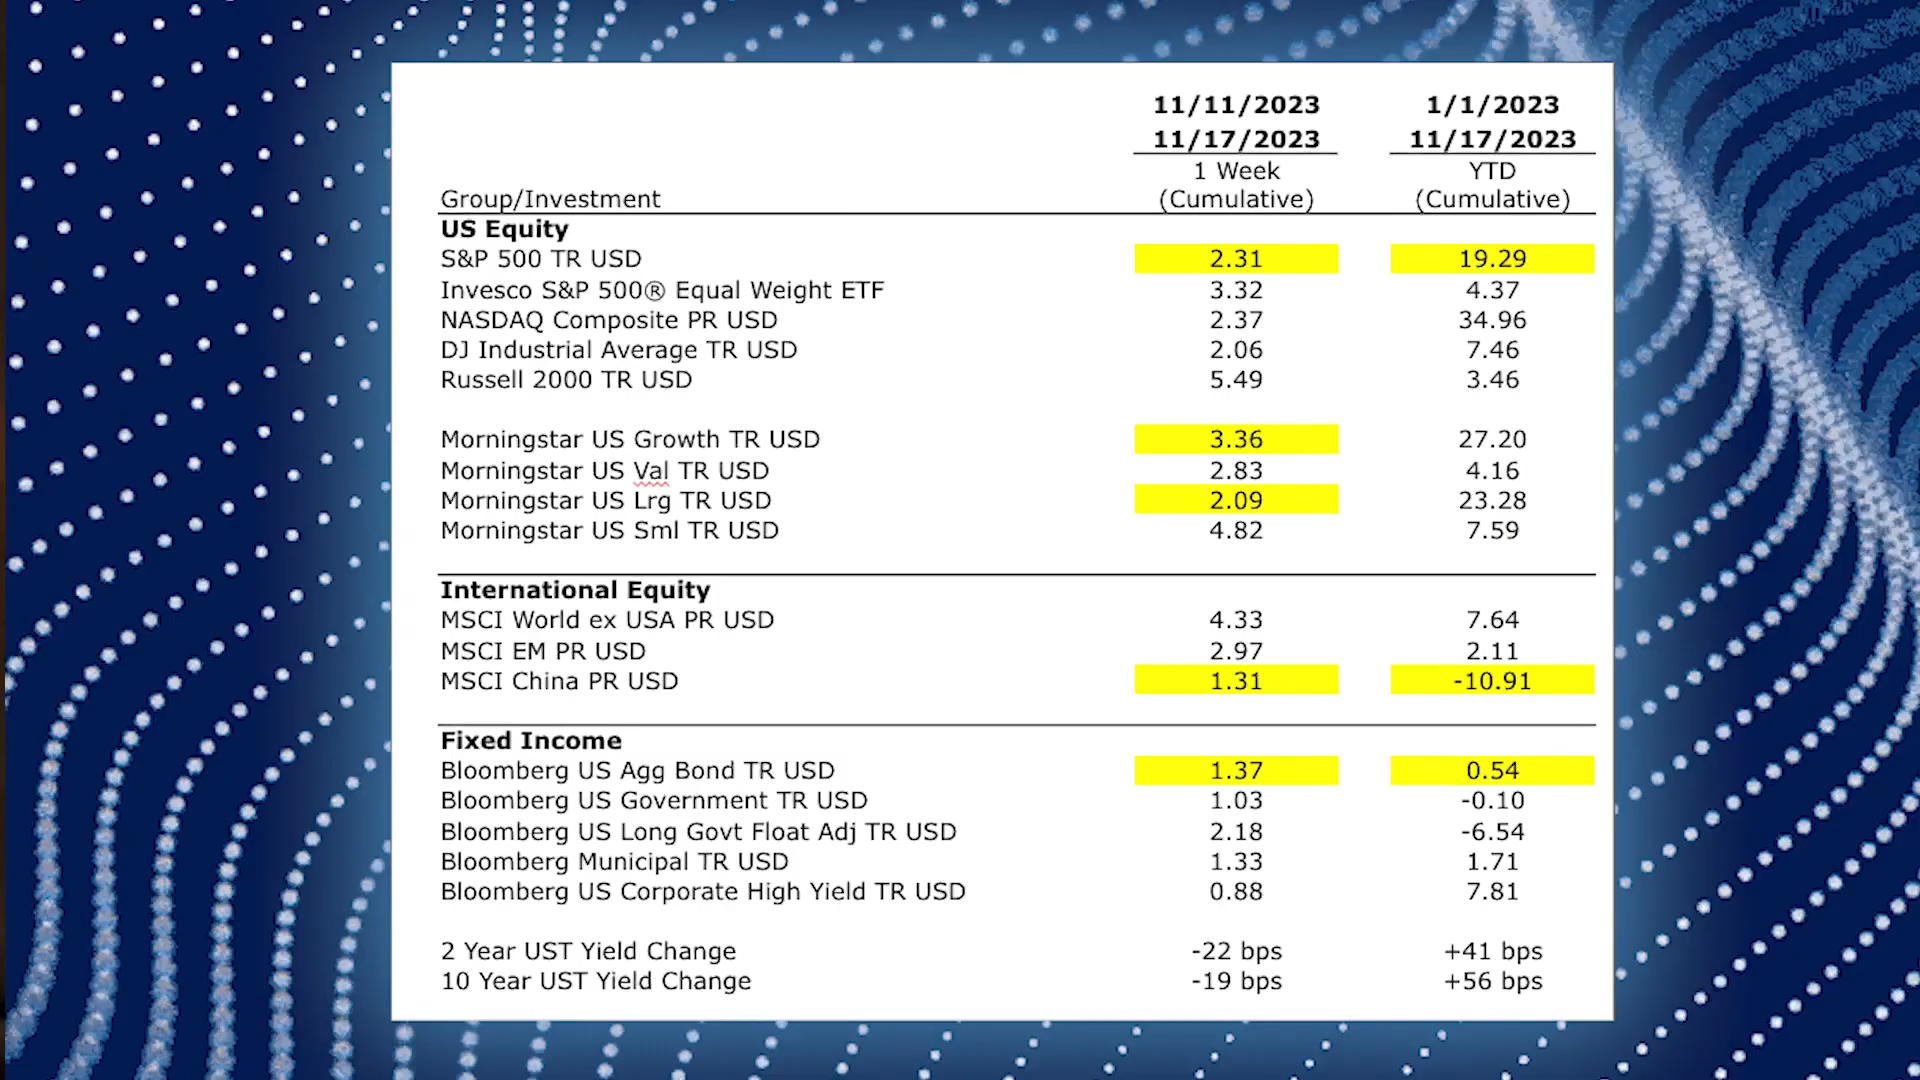 11/11/2023 1/1/2023
11/17/2023 11/17/2023
1 Week YTD
Group/Investment (Cumulative) (Cumulative)
US Equity
S&P 500 TR USD 2.31 19.29
Invesco S&P 500® Equal Weight ETF 3.32 4.37
NASDAQ Composite PR USD 2.37 34.96
DJ Industrial Average TR USD 2.06 7.46
Russell 2000 TR USD 5.49 3.46
Morningstar US Growth TR USD 3.36 27.20
Morningstar US Val TR USD 2.83 4.16
Morningstar US Lrg TR USD 2.09 23.28
Morningstar US Sml TR USD 4.82 7.59
International Equity
MSCI World ex USA PR USD 4.33 7.64
MSCI EM PR USD 2.97 2.11
MSCI China PR USD 1.31 -10.91
Fixed Income
Bloomberg US Agg Bond TR USD 1.37 0.54
Bloomberg US Government TR USD 1.03 -0.10
Bloomberg US Long Govt Float Adj TR USD 2.18 -6.54
Bloomberg Municipal TR USD 1.33 1.71
Bloomberg US Corporate High Yield TR USD 0.88 7.81
2 Year UST Yield Change -22 bps +41 bps
10 Year UST Yield Change -19 bps +56 bps